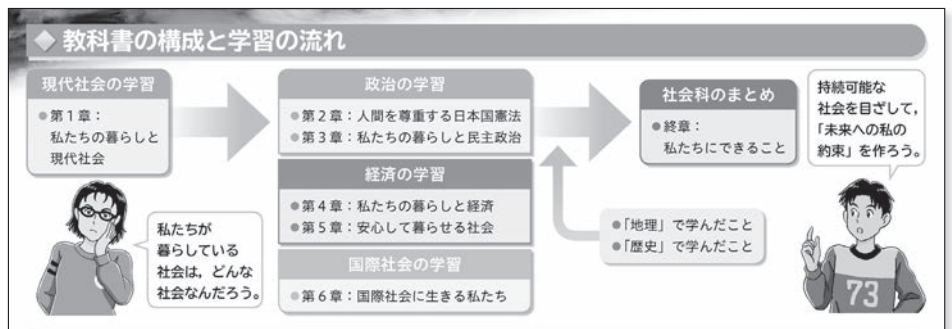 ◆ 教科書の構成と学習の流れ
現代社会の学習
●第1章：
私たちの暮らしと
現代社会
私たちが
暮らしている
社会は，どんな
社会なんだろう。
政治の学習
●第2章：人間を尊重する日本国憲法
●第3章：私たちの暮らしと民主政治
経済の学習
●第4章：私たちの暮らしと経済
●第5章：安心して暮らせる社会
国際社会の学習
●第6章：国際社会に生きる私たち
●「地理」で学んだこと
●「歴史」で学んだこと
社会科のまとめ
●終章：
私たちにできること
持続可能な
社会を目ざして，
「未来への私の
約束」を作ろう。
73